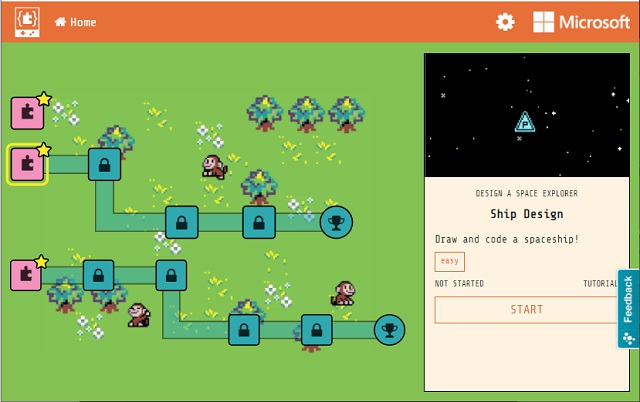 Home
Microsoft
P
DESIGN A SPACE EXPLORER
Ship Design
Draw and code a spaceship!
easy
NOT STARTED TUTORIAL
START
Feedback